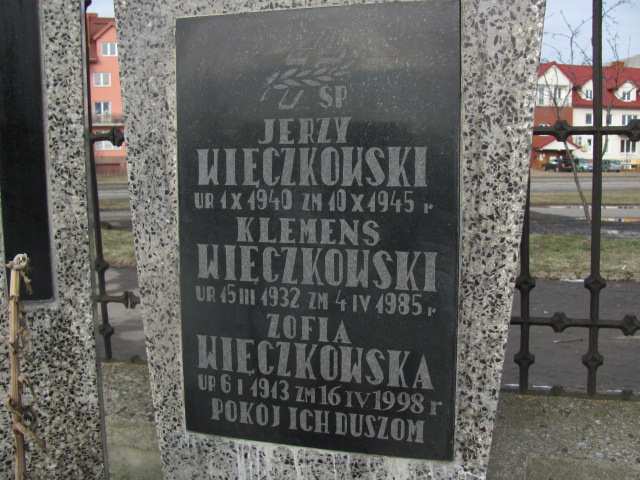 SP
JERZY
WIĘCZKOWSKI
UR 1 X 1940 ZM 10 X 1945 r
KLEMENS
WIĘCZKOWSKI
UR 15 III 1932 ZM 4 IV 1985 r
ZOFIA
WIĘCZKOWSKA
UR 6 I 1913 ZM 16 IV 1998 r
POKÓJ ICH DUSZOM